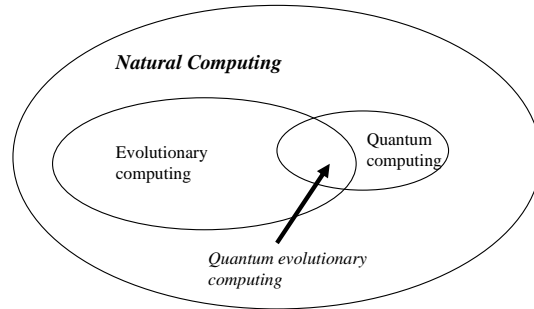 Natural Computing
Evolutionary
computing
Quantum
computing
Quantum evolutionary
computing